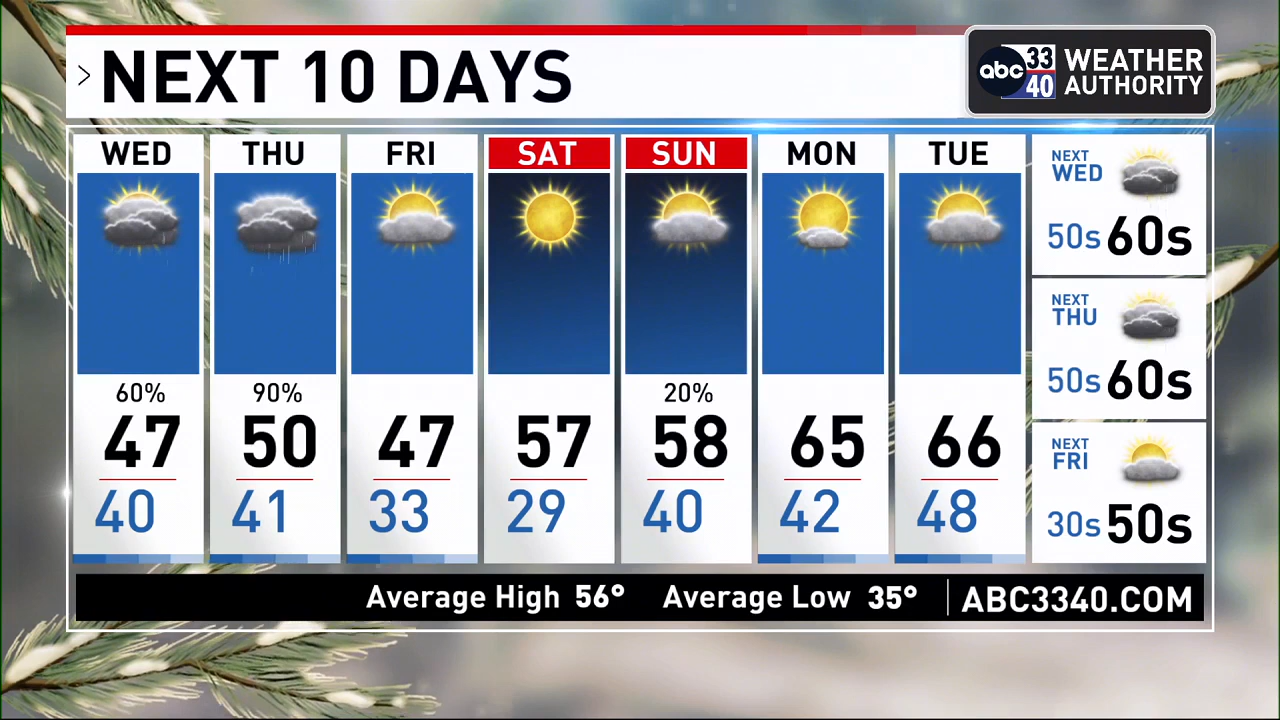 > NEXT 10 DAYS
abc 33 40 WEATHER AUTHORITY
WED THU FRI SAT SUN MON TUE
60% 90% 20%
47 50 47 57 58 65 66
40 41 33 29 40 42 48
NEXT WED
50s 60s
NEXT THU
50s 60s
NEXT FRI
30s 50s
Average High 56° Average Low 35° ABC3340.COM